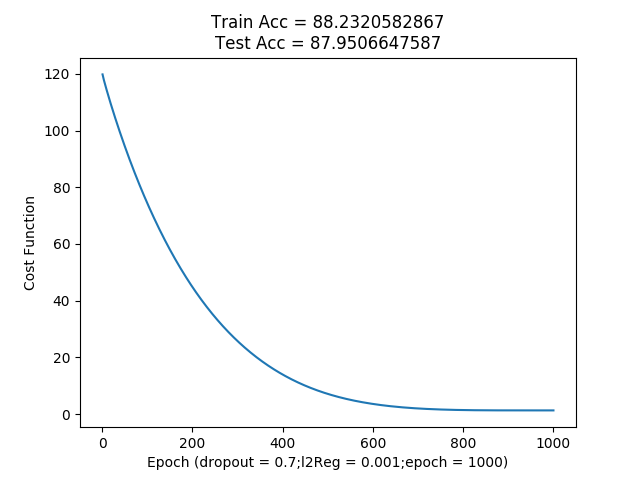 Train Acc = 88.2320582867
Test Acc = 87.9506647587
120
100
80
60
40
20
0
Cost Function
0 200 400 600 800 1000
Epoch (dropout = 0.7;l2Reg = 0.001;epoch = 1000)